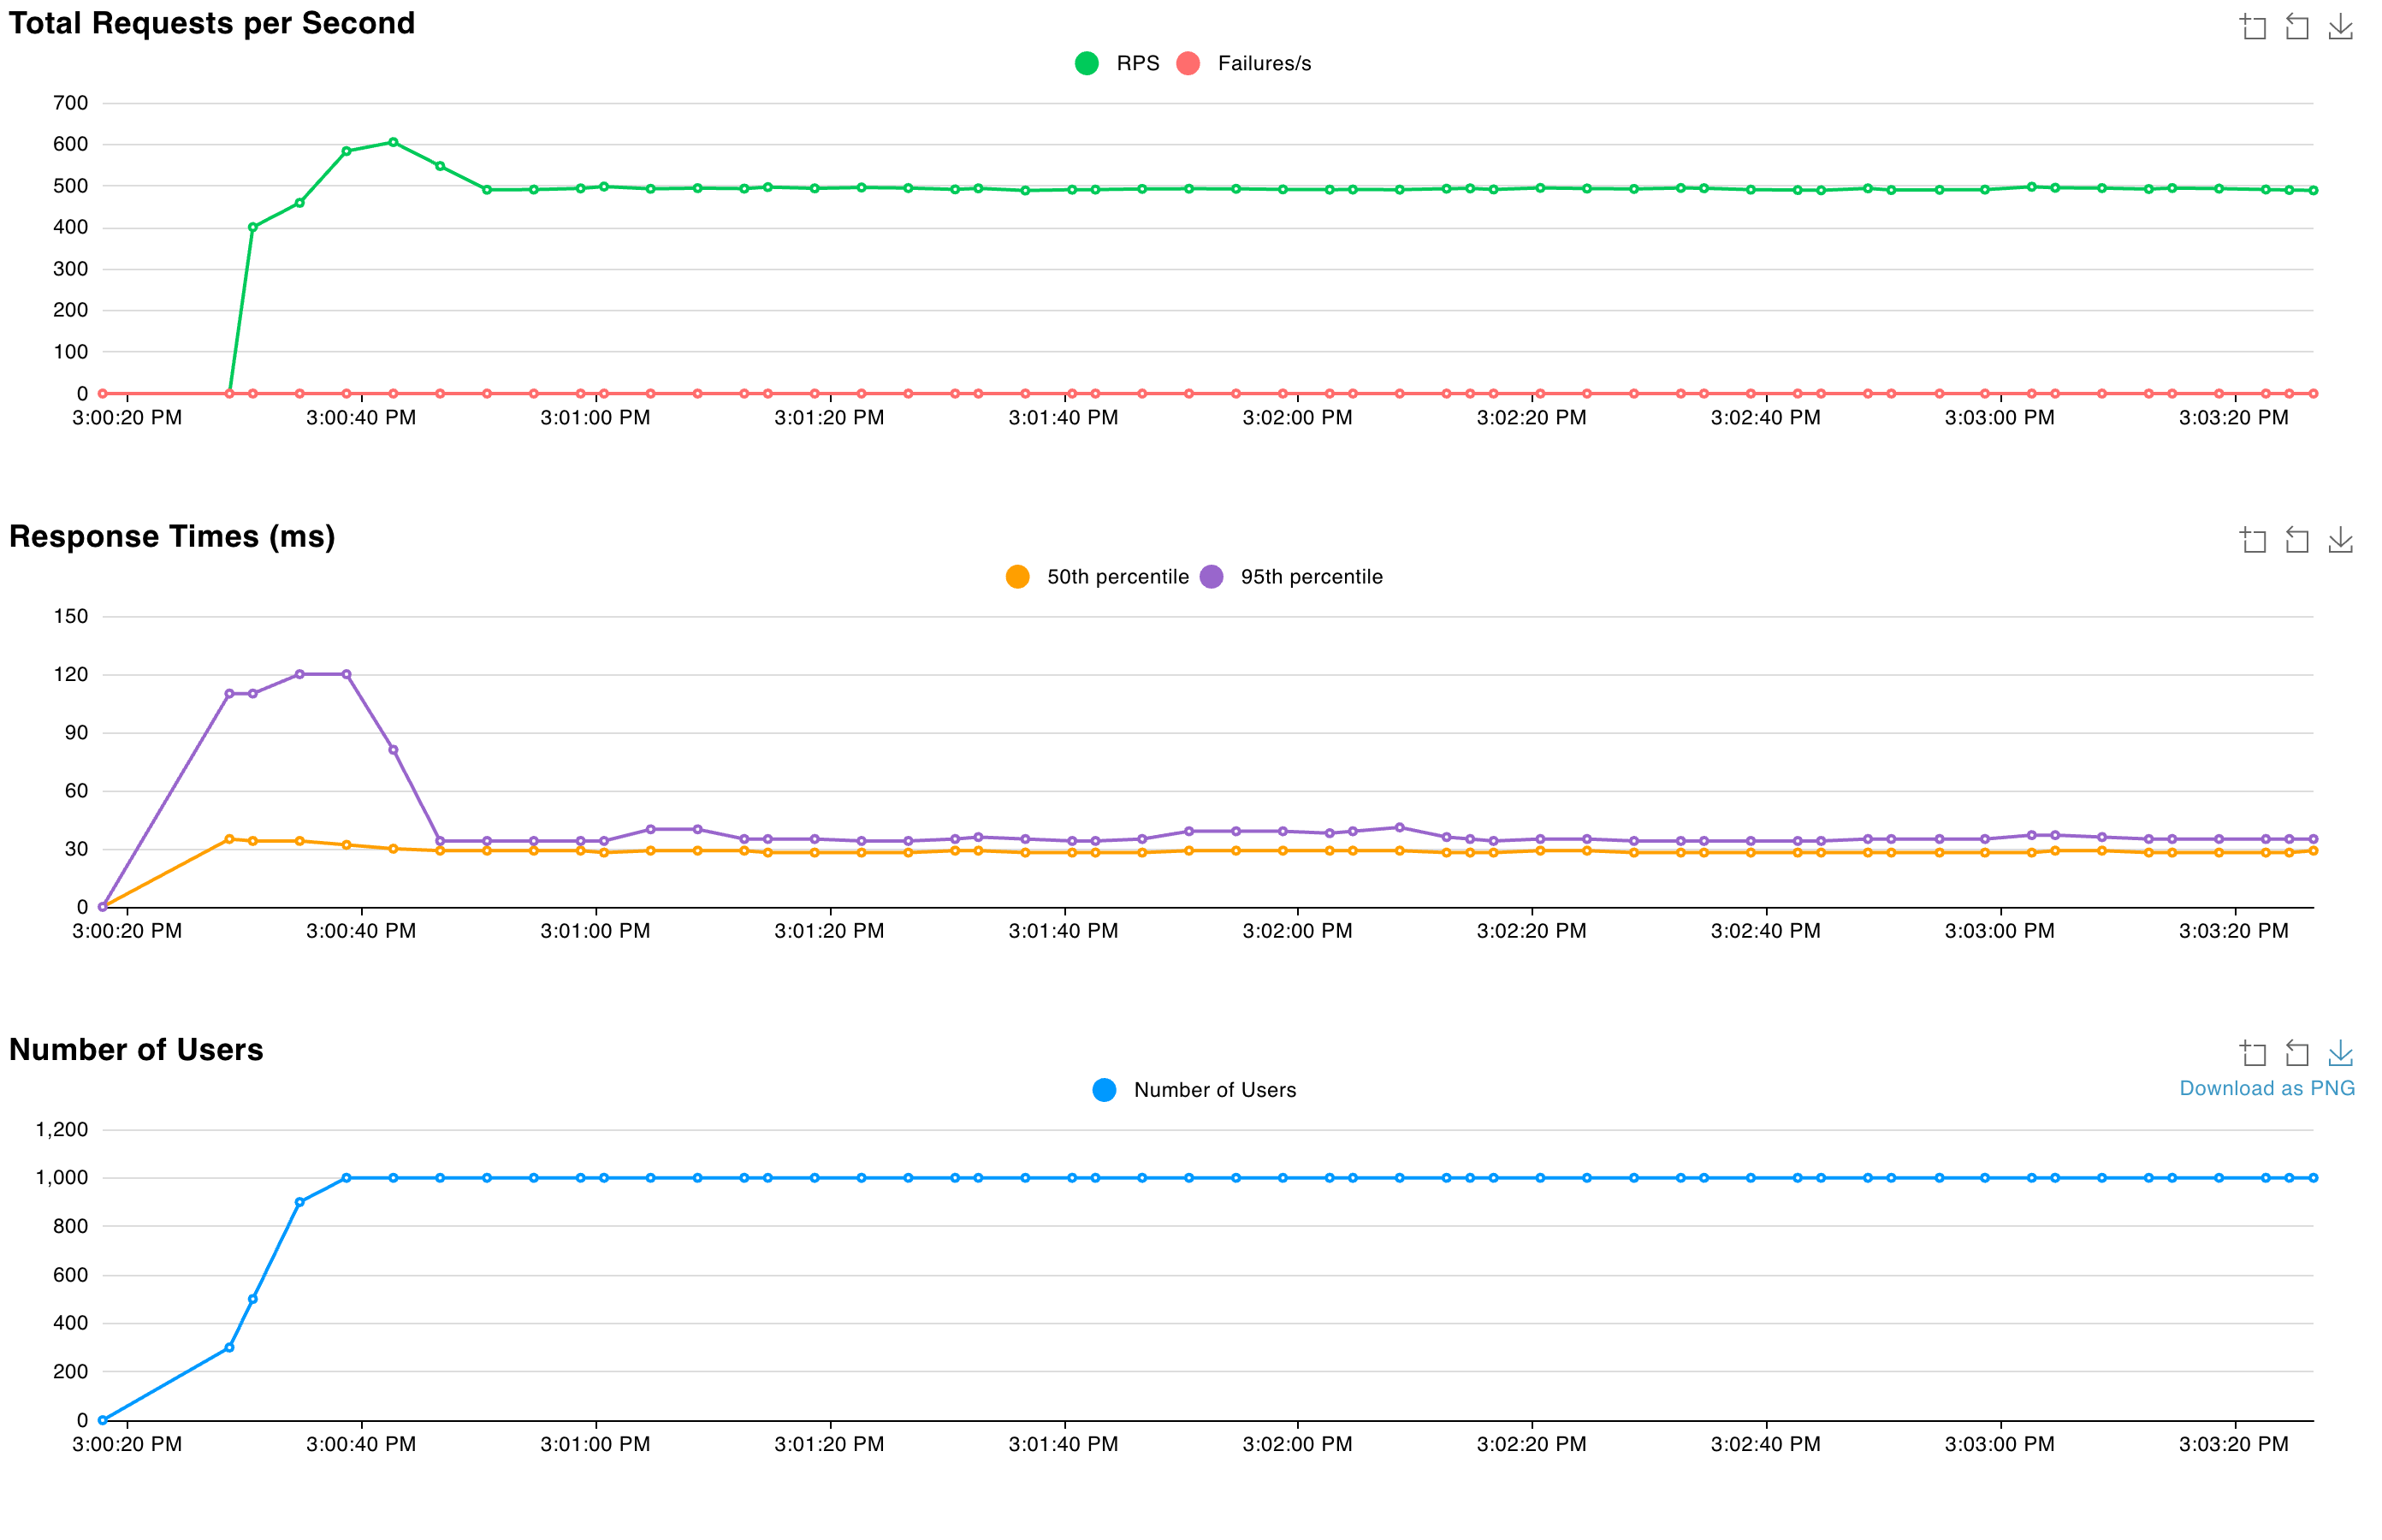 Total Requests per Second
RPS Failures/s
700
600
500
400
300
200
100
0
3:00:20 PM 3:00:40 PM 3:01:00 PM 3:01:20 PM 3:01:40 PM 3:02:00 PM 3:02:20 PM 3:02:40 PM 3:03:00 PM 3:03:20 PM
Response Times (ms)
50th percentile 95th percentile
150
120
90
60
30
0
3:00:20 PM 3:00:40 PM 3:01:00 PM 3:01:20 PM 3:01:40 PM 3:02:00 PM 3:02:20 PM 3:02:40 PM 3:03:00 PM 3:03:20 PM
Number of Users
Number of Users
Download as PNG
1,200
1,000
800
600
400
200
0
3:00:20 PM 3:00:40 PM 3:01:00 PM 3:01:20 PM 3:01:40 PM 3:02:00 PM 3:02:20 PM 3:02:40 PM 3:03:00 PM 3:03:20 PM